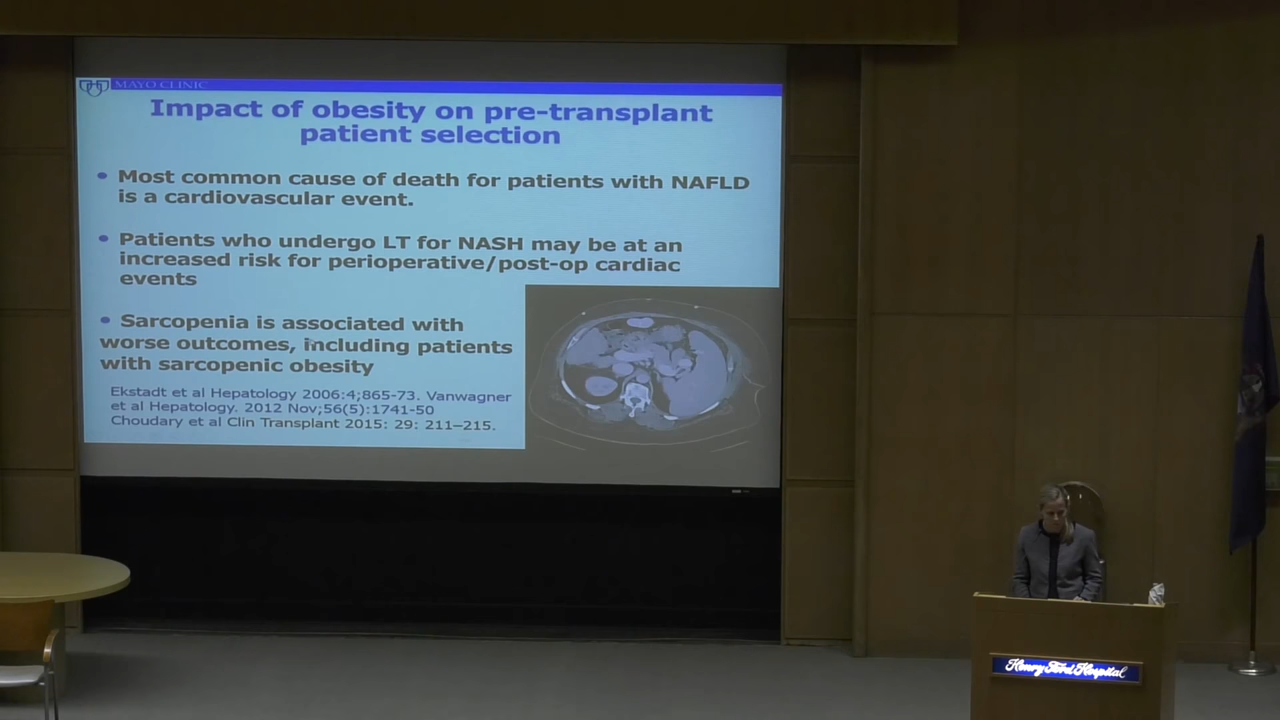 MAYO CLINIC
Impact of obesity on pre-transplant
patient selection
• Most common cause of death for patients with NAFLD
is a cardiovascular event.
• Patients who undergo LT for NASH may be at an
increased risk for perioperative/post-op cardiac
events
• Sarcopenia is associated with
worse outcomes, including patients
with sarcopenic obesity
Ekstadt et al Hepatology 2006:4;865-73. Vanwagner
et al Hepatology. 2012 Nov;56(5):1741-50
Choudary et al Clin Transplant 2015: 29: 211–215.
Henry Ford Hospital